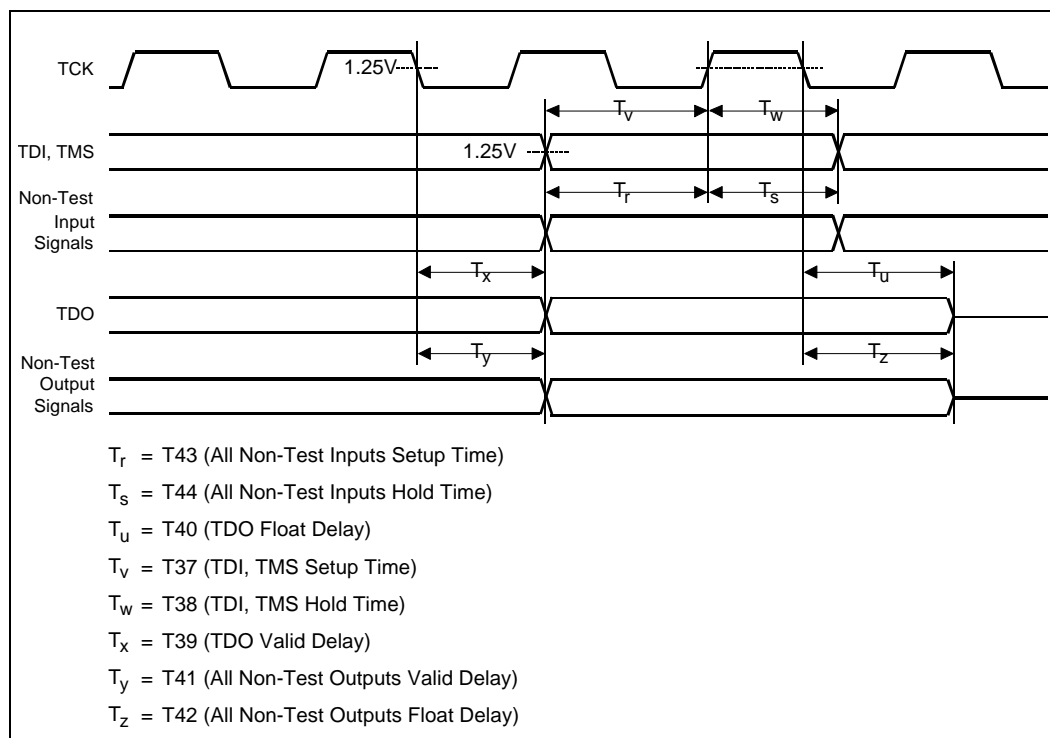 TCK
1.25V
Tv
Tw
TDI, TMS
1.25V
Non-Test
Input
Signals
Tr
Ts
Tx
Tu
TDO
Ty
Tz
Non-Test
Output
Signals
Tr = T43 (All Non-Test Inputs Setup Time)
Ts = T44 (All Non-Test Inputs Hold Time)
Tu = T40 (TDO Float Delay)
Tv = T37 (TDI, TMS Setup Time)
Tw = T38 (TDI, TMS Hold Time)
Tx = T39 (TDO Valid Delay)
Ty = T41 (All Non-Test Outputs Valid Delay)
Tz = T42 (All Non-Test Outputs Float Delay)